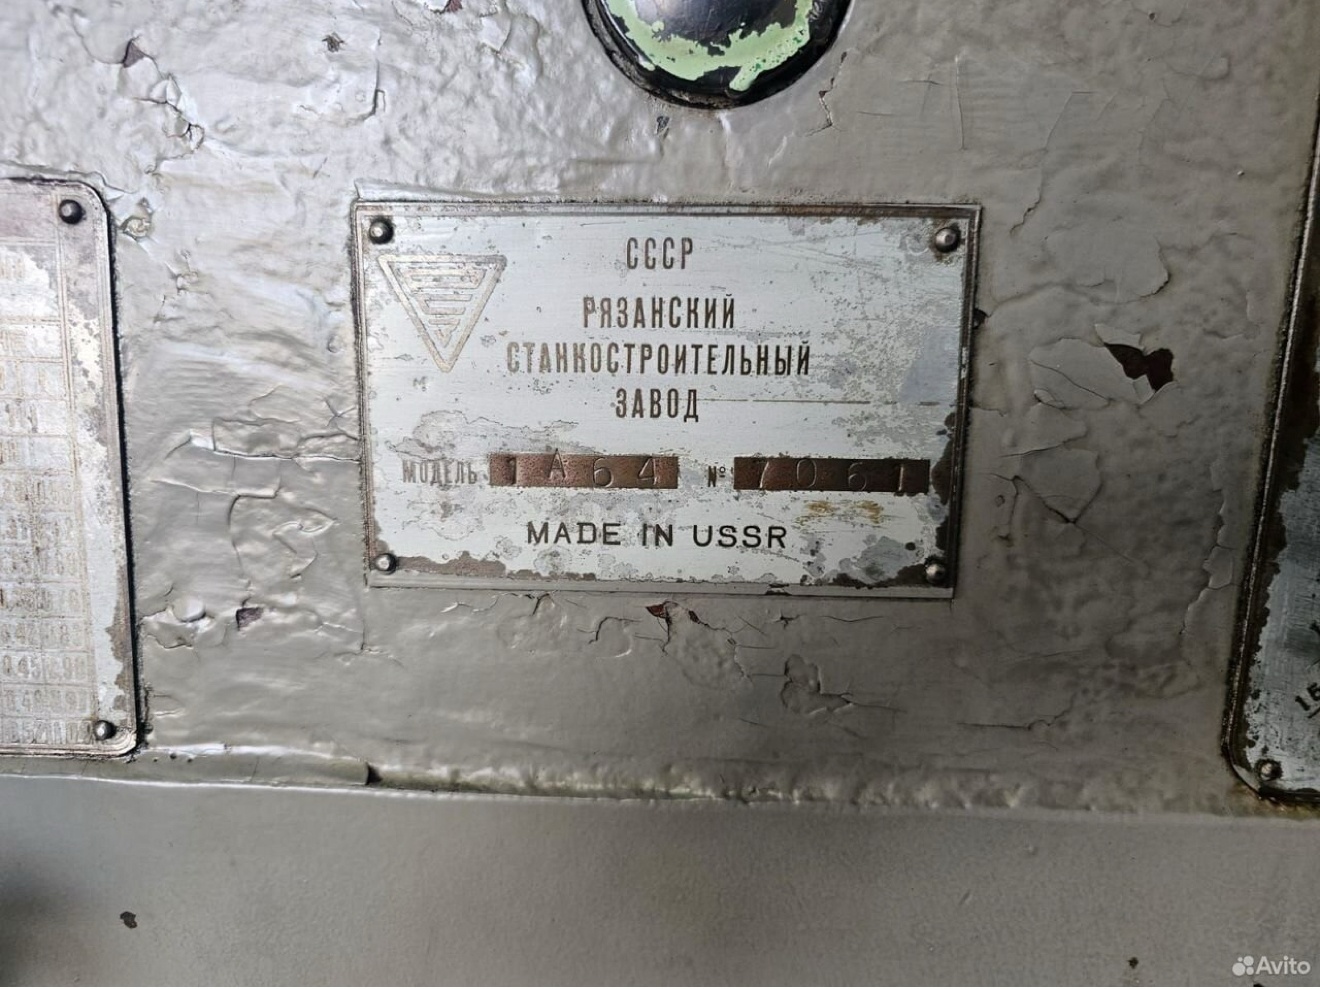 СССР
РЯЗАНСКИЙ
СТАНКОСТРОИТЕЛЬНЫЙ
ЗАВОД
МОДЕЛЬ 1А64 № 7061
MADE IN USSR
Avito